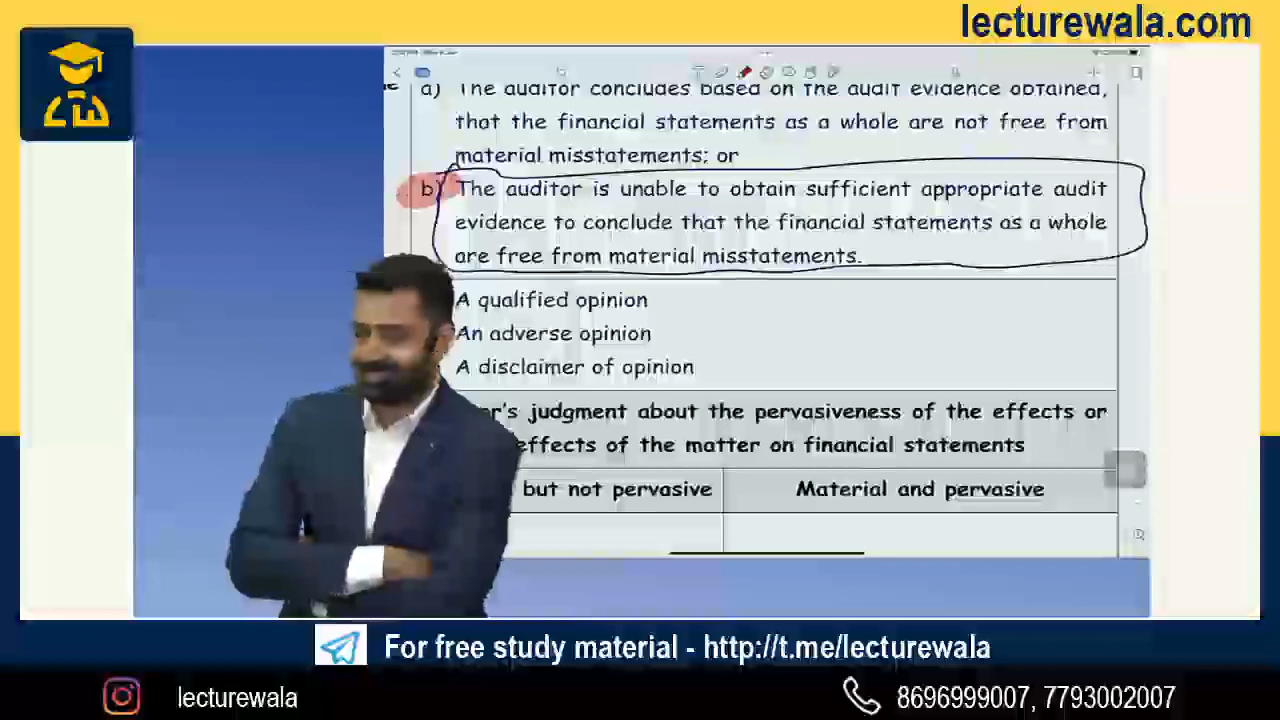 lecturewala.com
a) The auditor concludes based on the audit evidence obtained,
that the financial statements as a whole are not free from
material misstatements; or
b) The auditor is unable to obtain sufficient appropriate audit
evidence to conclude that the financial statements as a whole
are free from material misstatements.
A qualified opinion
An adverse opinion
A disclaimer of opinion
or's judgment about the pervasiveness of the effects or
effects of the matter on financial statements
but not pervasive
Material and pervasive
For free study material - http://t.me/lecturewala
lecturewala
8696999007, 7793002007